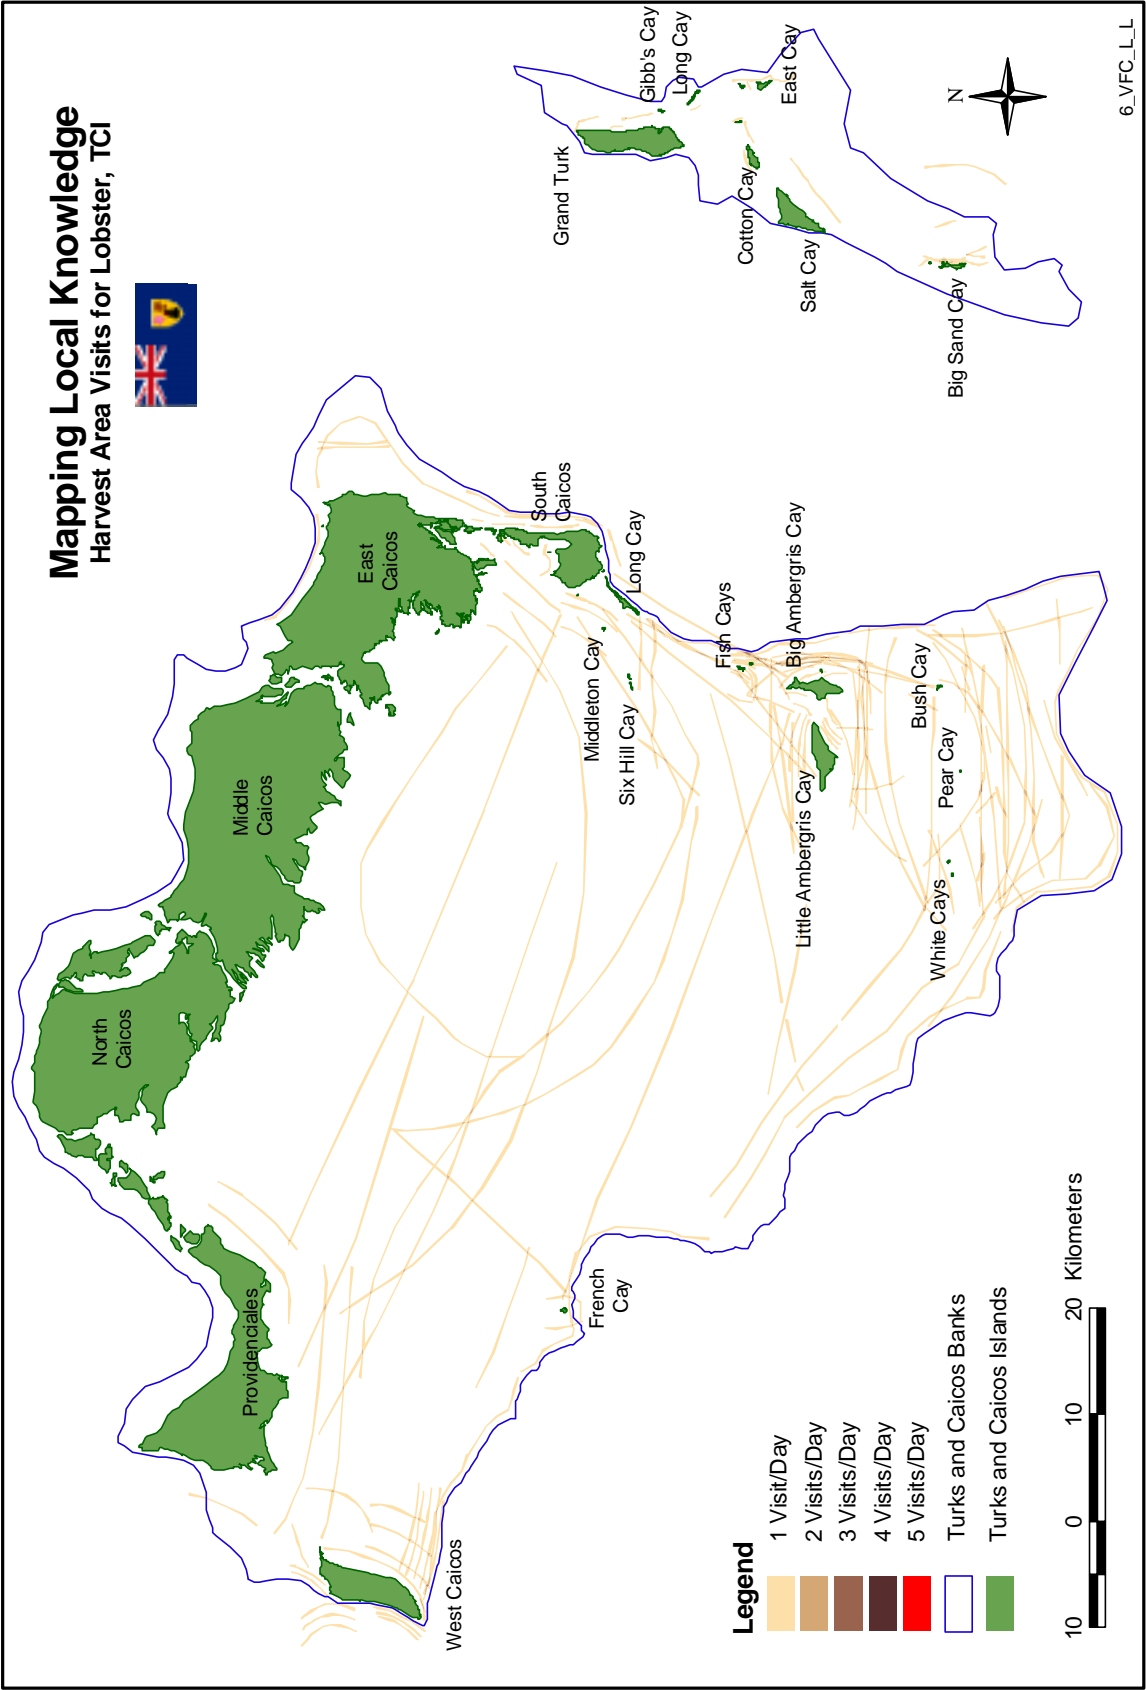 Mapping Local Knowledge
Harvest Area Visits for Lobster, TCI
North
Caicos
Middle
Caicos
East
Caicos
South
Caicos
Providenciales
West Caicos
French
Cay
Long Cay
Middleton Cay
Six Hill Cay
Fish Cays
Big Ambergris Cay
Little Ambergris Cay
Bush Cay
Pear Cay
White Cays
Grand Turk
Gibb's Cay
Long Cay
East Cay
Cotton Cay
Salt Cay
Big Sand Cay
N
Legend
1 Visit/Day
2 Visits/Day
3 Visits/Day
4 Visits/Day
5 Visits/Day
Turks and Caicos Banks
Turks and Caicos Islands
10 0 10 20 Kilometers
6_VFC_L_L